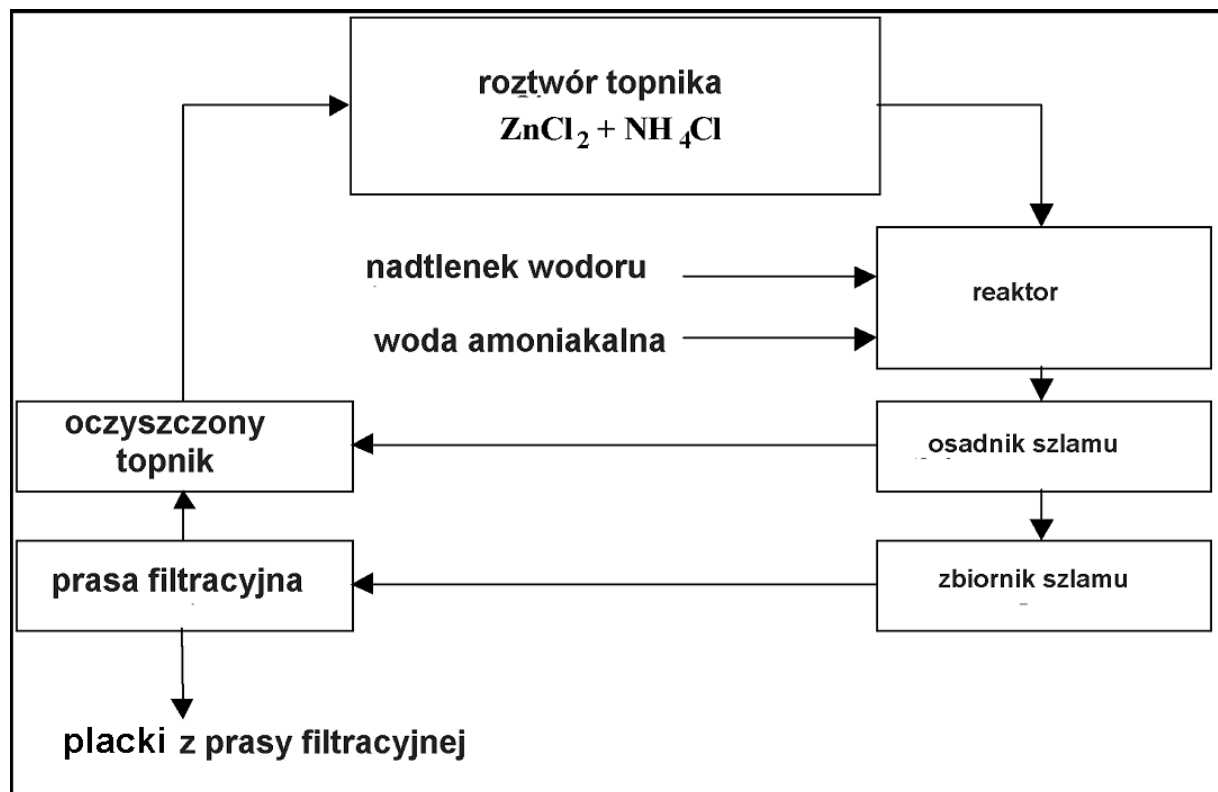 roztwór topnika
ZnCl₂ + NH₄Cl
nadtlenek wodoru
reaktor
woda amoniakalna
oczyszczony
topnik
osadnik szlamu
prasa filtracyjna
zbiornik szlamu
placki z prasy filtracyjnej